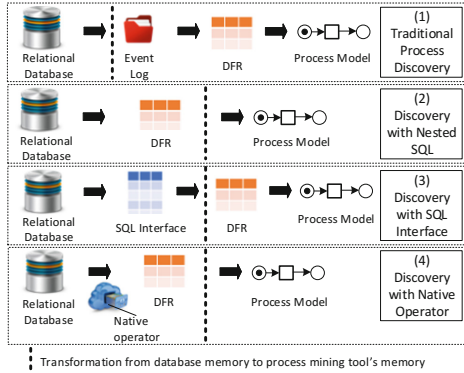 Relational
Database
Event
Log
DFR
Process Model
(1)
Traditional
Process
Discovery
Relational
Database
DFR
Process Model
(2)
Discovery
with Nested
SQL
Relational
Database
SQL Interface
DFR
Process Model
(3)
Discovery
with SQL
Interface
Relational
Database
Native
operator
DFR
Process Model
(4)
Discovery
with Native
Operator
Transformation from database memory to process mining tool's memory